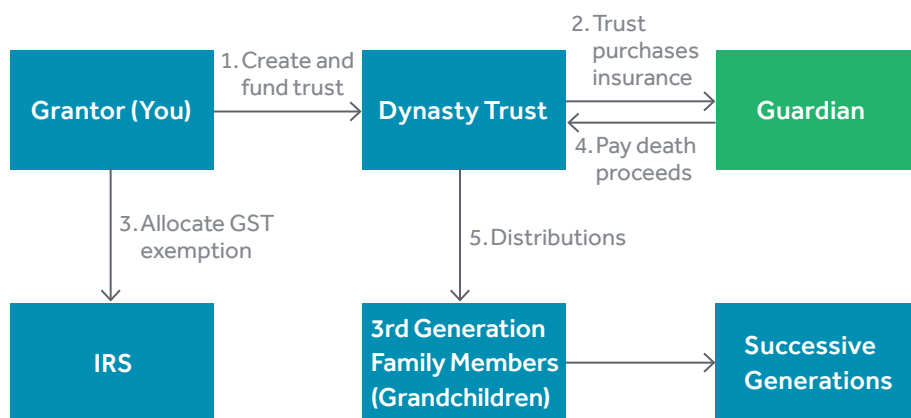 1. Create and
fund trust
2. Trust
purchases
insurance
Grantor (You)
Dynasty Trust
Guardian
4. Pay death
proceeds
3. Allocate GST
exemption
5. Distributions
IRS
3rd Generation
Family Members
(Grandchildren)
Successive
Generations